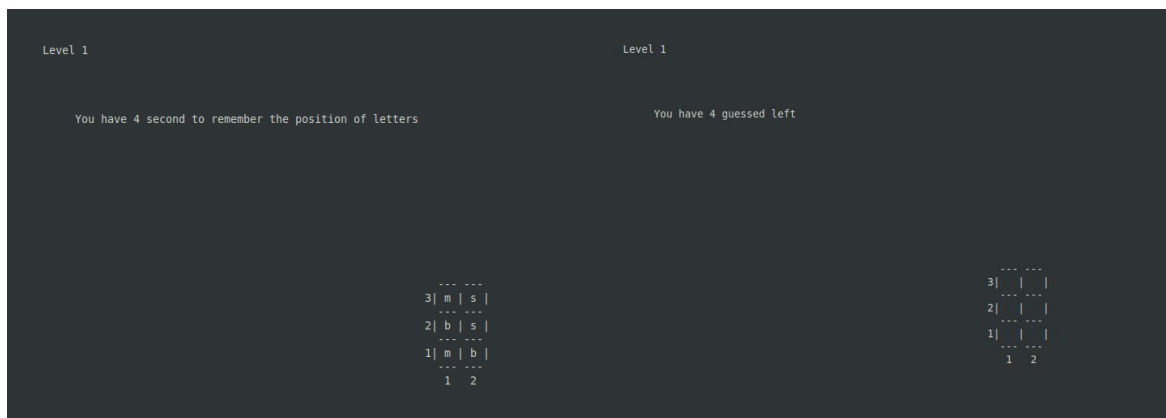 Level 1
You have 4 second to remember the position of letters
--- ---
3| m | s |
--- ---
2| b | s |
--- ---
1| m | b |
--- ---
1 2
Level 1
You have 4 guessed left
--- ---
3| | |
--- ---
2| | |
--- ---
1| | |
--- ---
1 2